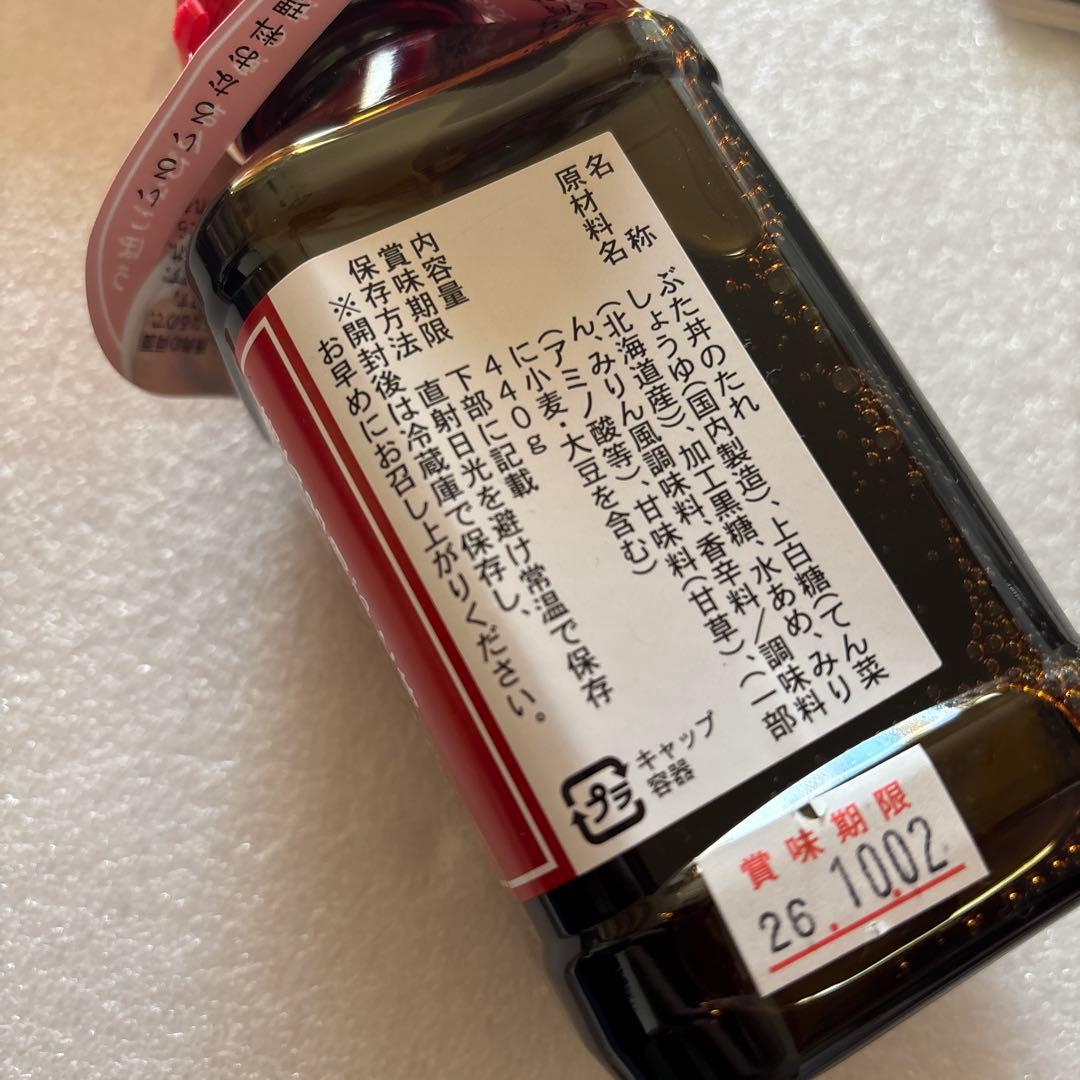 名称 ぶた丼のたれ
原材料名 しょうゆ(国内製造)、上白糖(てん菜
(北海道産)、加工黒糖、水あめ、みり
ん、みりん風調味料、香辛料/調味料
(アミノ酸等)、甘味料(甘草)、(一部
に小麦・大豆を含む)
内容量 440g
賞味期限 下部に記載
保存方法 直射日光を避け常温で保存
※開封後は冷蔵庫で保存し、
お早めにお召し上がりください。
プラ
キャップ
容器
賞味期限
26.10.02